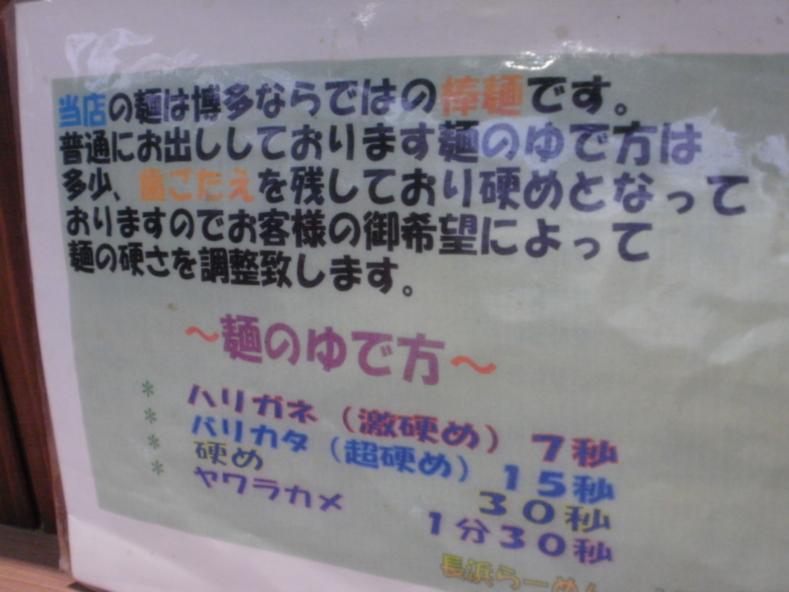 当店の麺は博多ならではの棒麺です。
普通にお出ししております麺のゆで方は
多少、歯ごたえを残しており硬めとなって
おりますのでお客様の御希望によって
麺の硬さを調整致します。
～麺のゆで方～
* ハリガネ（激硬め） 7秒
* バリカタ（超硬め） 15秒
* 硬め 30秒
* ヤワラカメ 1分30秒
長浜らーめん